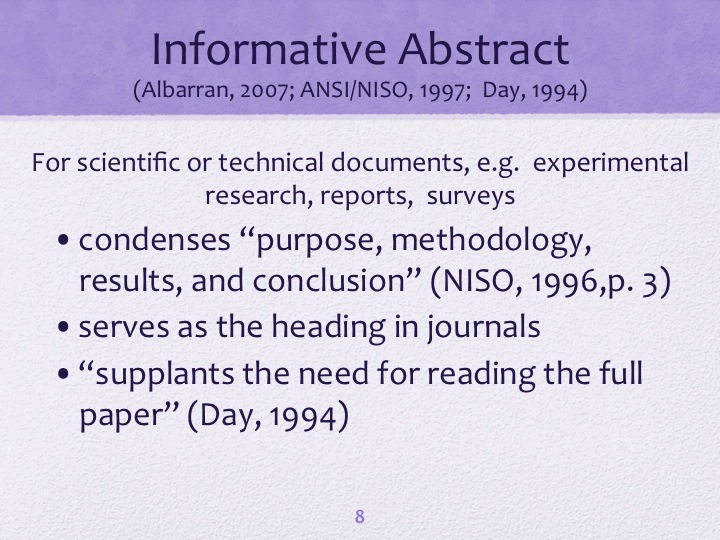 Informative Abstract
(Albarran, 2007; ANSI/NISO, 1997;  Day, 1994)
For scientific or technical documents, e.g.  experimental
research, reports,  surveys
• condenses “purpose, methodology,
results, and conclusion” (NISO, 1996,p. 3)
• serves as the heading in journals
• “supplants the need for reading the full
paper” (Day, 1994)
8